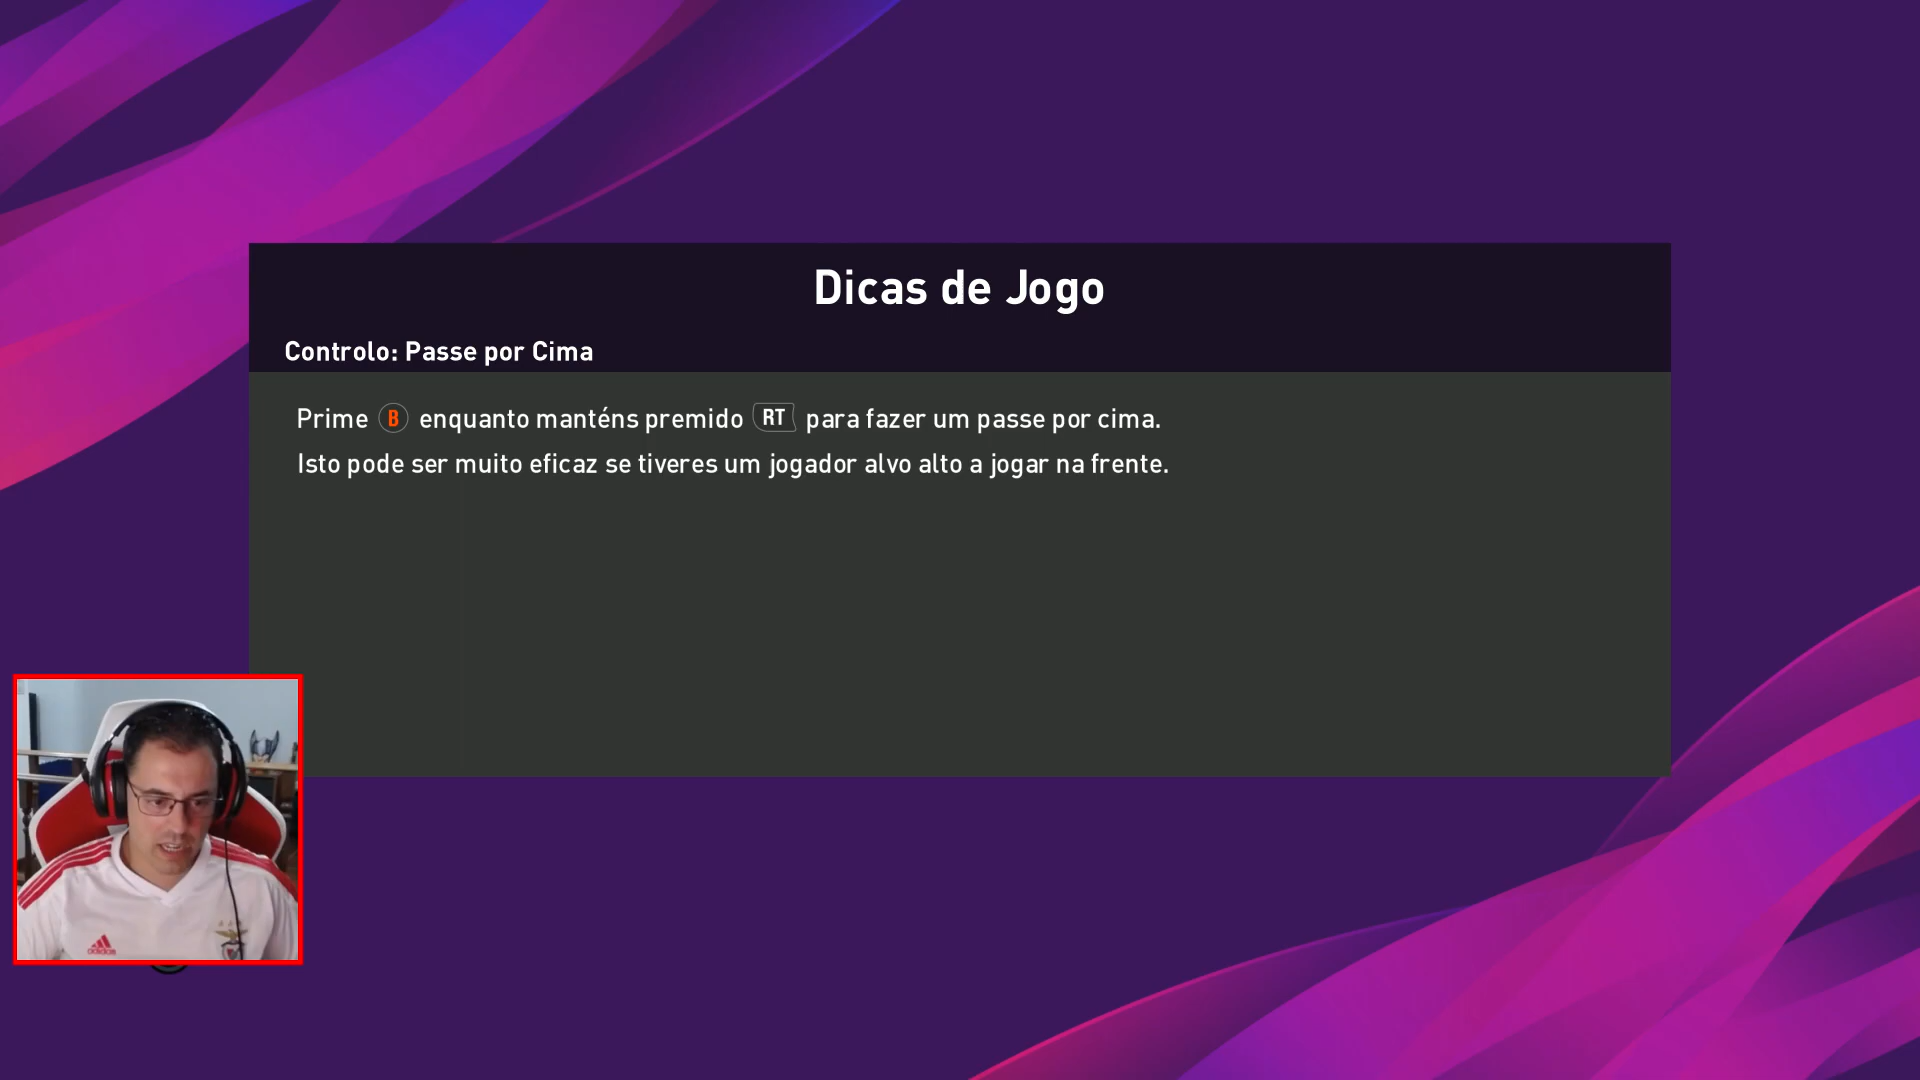 Dicas de Jogo
Controlo: Passe por Cima
Prime B enquanto manténs premido RT para fazer um passe por cima.
Isto pode ser muito eficaz se tiveres um jogador alvo alto a jogar na frente.
adidas